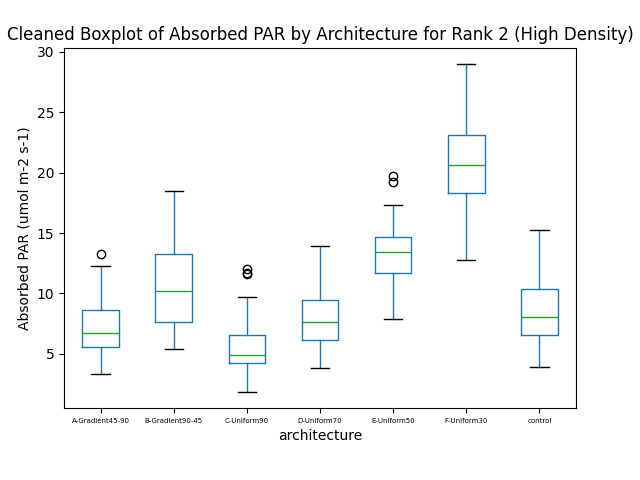 Cleaned Boxplot of Absorbed PAR by Architecture for Rank 2 (High Density)
Absorbed PAR (umol m-2 s-1)
30
25
20
15
10
5
A-Gradient45-90 B-Gradient90-45 C-Uniform90 D-Uniform70 E-Uniform50 F-Uniform30 control
architecture